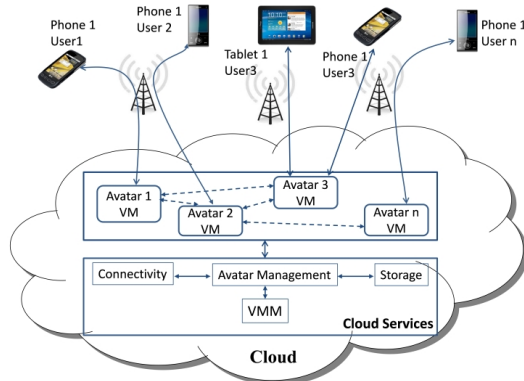 Phone 1
User1
Phone 1
User 2
Tablet 1
User3
Phone 1
User3
Phone 1
User n
Avatar 1
VM
Avatar 2
VM
Avatar 3
VM
Avatar n
VM
Connectivity
Avatar Management
Storage
VMM
Cloud Services
Cloud